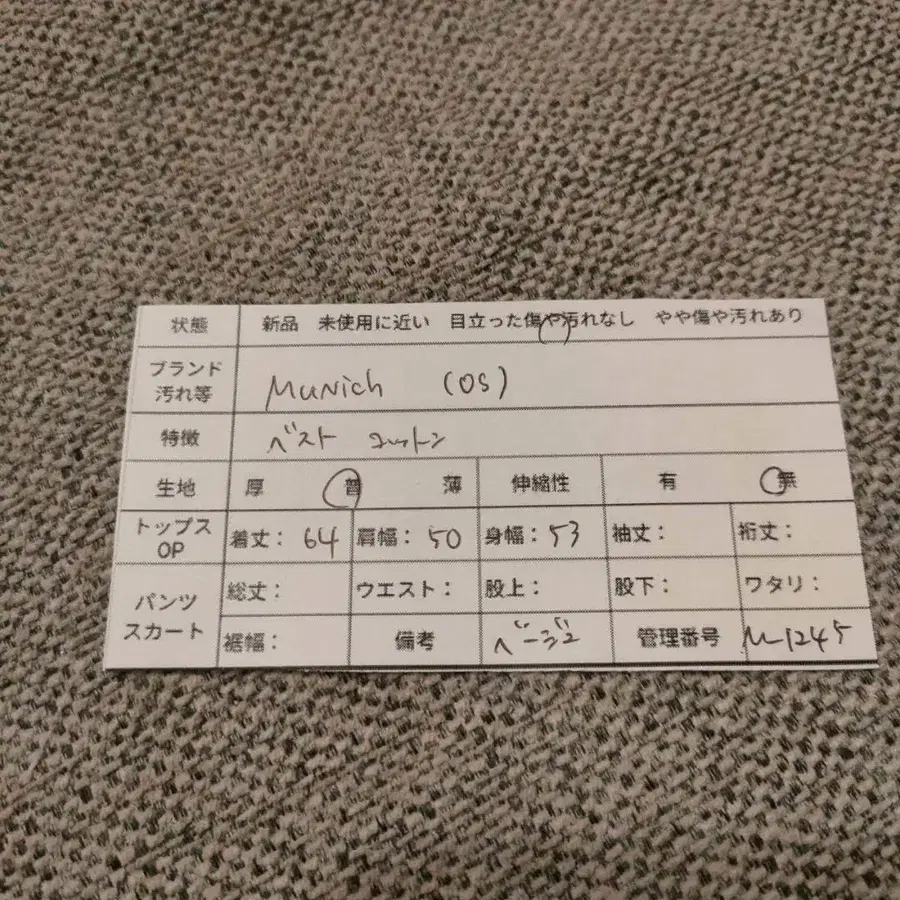 状態 新品 未使用に近い 目立った傷や汚れなし やや傷や汚れあり
ブランド
汚れ等 Munich (OS)
特徴 ベスト コットン
生地 厚 普 薄 伸縮性 有 無
トップス
OP 着丈: 64 肩幅: 50 身幅: 53 袖丈: 裄丈:
パンツ
スカート 総丈: ウエスト: 股上: 股下: ワタリ:
裾幅: 備考 ベージュ 管理番号 M-1245